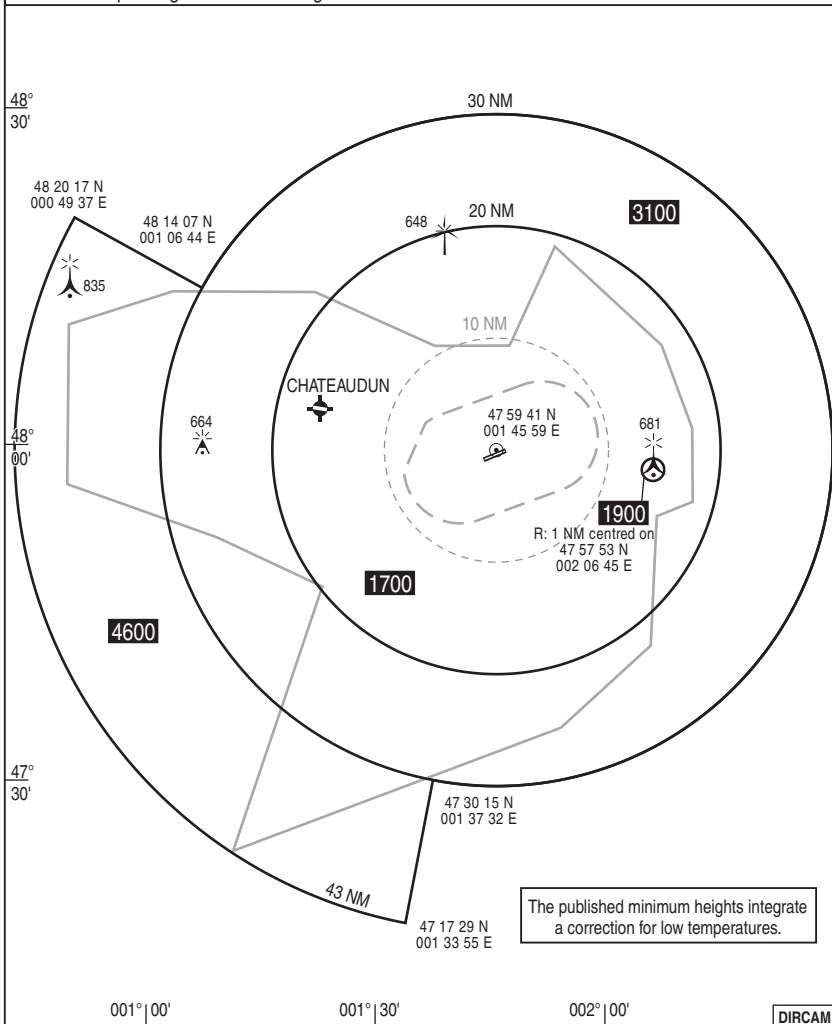 48°
30'
30 NM
48 20 17 N
000 49 37 E
48 14 07 N
001 06 44 E
648
20 NM
3100
835
10 NM
CHATEAUDUN
47 59 41 N
001 45 59 E
664
681
48°
00'
1900
R: 1 NM centred on
47 57 53 N
002 06 45 E
1700
4600
47°
30'
47 30 15 N
001 37 32 E
43 NM
47 17 29 N
001 33 55 E
The published minimum heights integrate
a correction for low temperatures.
001° 00'
001° 30'
002° 00'
DIRCAM